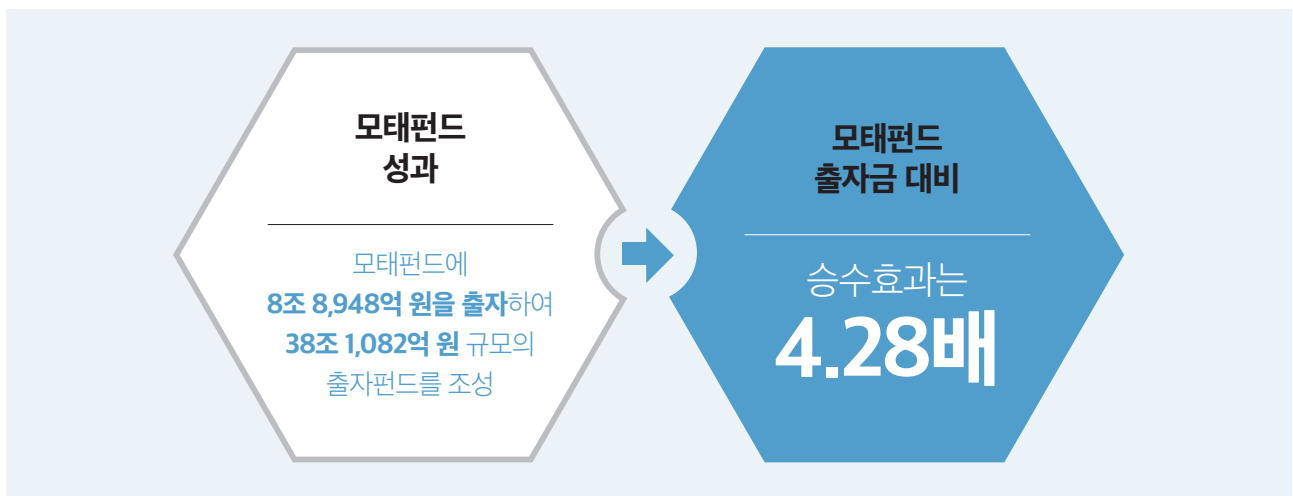 모태펀드
성과
모태펀드에
8조 8,948억 원을 출자하여
38조 1,082억 원 규모의
출자펀드를 조성
모태펀드
출자금 대비
승수효과는
4.28배